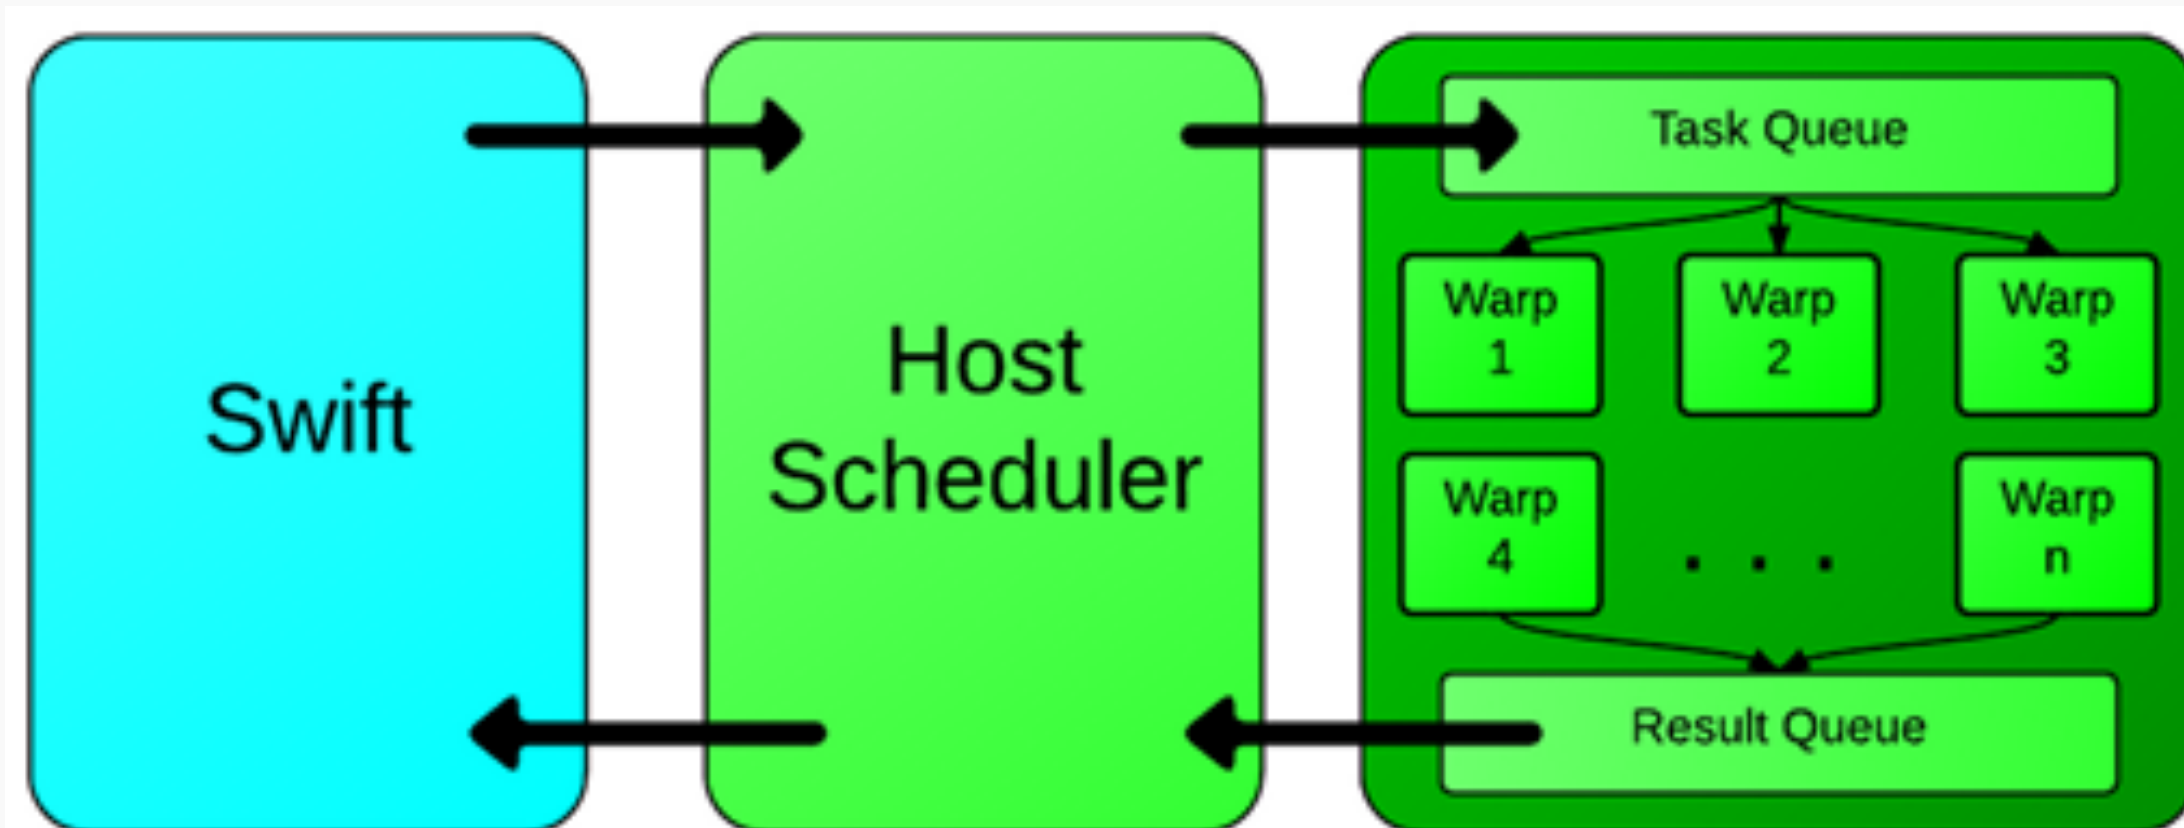 Swift
Host
Scheduler
Task Queue
Warp
1
Warp
2
Warp
3
Warp
4
. . .
Warp
n
Result Queue